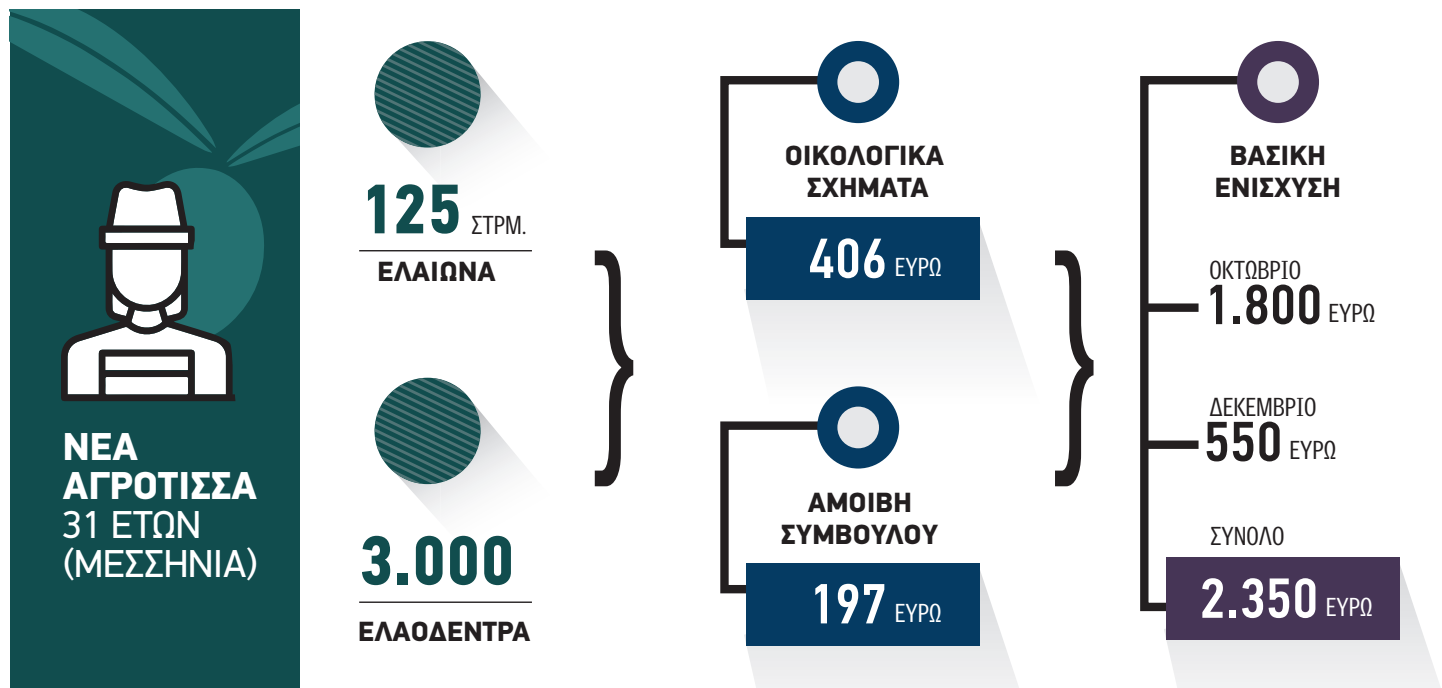 ΝΕΑ
ΑΓΡΟΤΙΣΣΑ
31 ΕΤΩΝ
(ΜΕΣΣΗΝΙΑ)
125 ΣΤΡΜ.
ΕΛΑΙΩΝΑ
3.000
ΕΛΑΟΔΕΝΤΡΑ
ΟΙΚΟΛΟΓΙΚΑ
ΣΧΗΜΑΤΑ
406 ΕΥΡΩ
ΑΜΟΙΒΗ
ΣΥΜΒΟΥΛΟΥ
197 ΕΥΡΩ
ΒΑΣΙΚΗ
ΕΝΙΣΧΥΣΗ
ΟΚΤΩΒΡΙΟ
1.800 ΕΥΡΩ
ΔΕΚΕΜΒΡΙΟ
550 ΕΥΡΩ
ΣΥΝΟΛΟ
2.350 ΕΥΡΩ